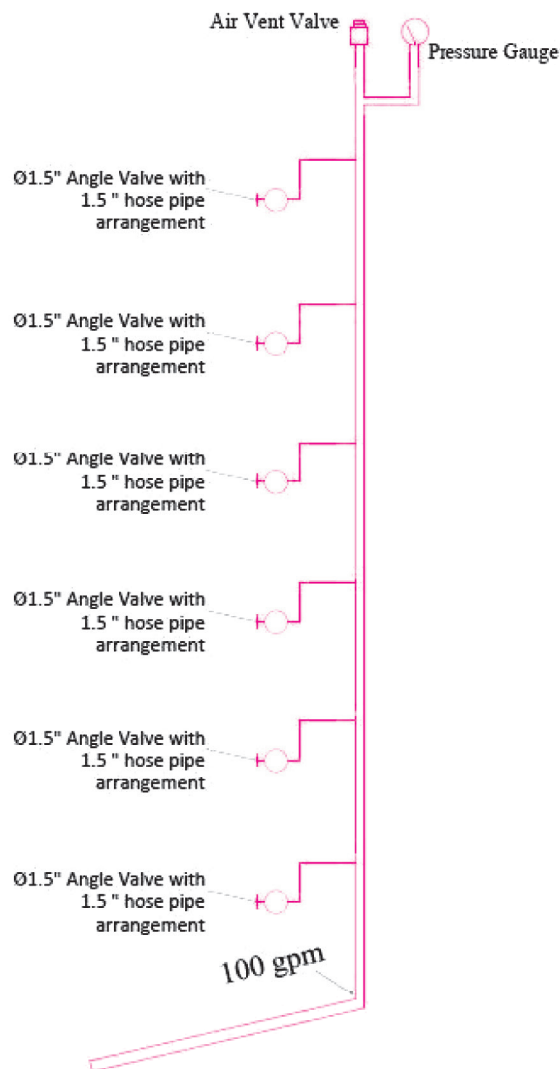 Air Vent Valve
Pressure Gauge
Ø1.5" Angle Valve with
1.5 " hose pipe
arrangement
Ø1.5" Angle Valve with
1.5 " hose pipe
arrangement
Ø1.5" Angle Valve with
1.5 " hose pipe
arrangement
Ø1.5" Angle Valve with
1.5 " hose pipe
arrangement
Ø1.5" Angle Valve with
1.5 " hose pipe
arrangement
Ø1.5" Angle Valve with
1.5 " hose pipe
arrangement
100 gpm